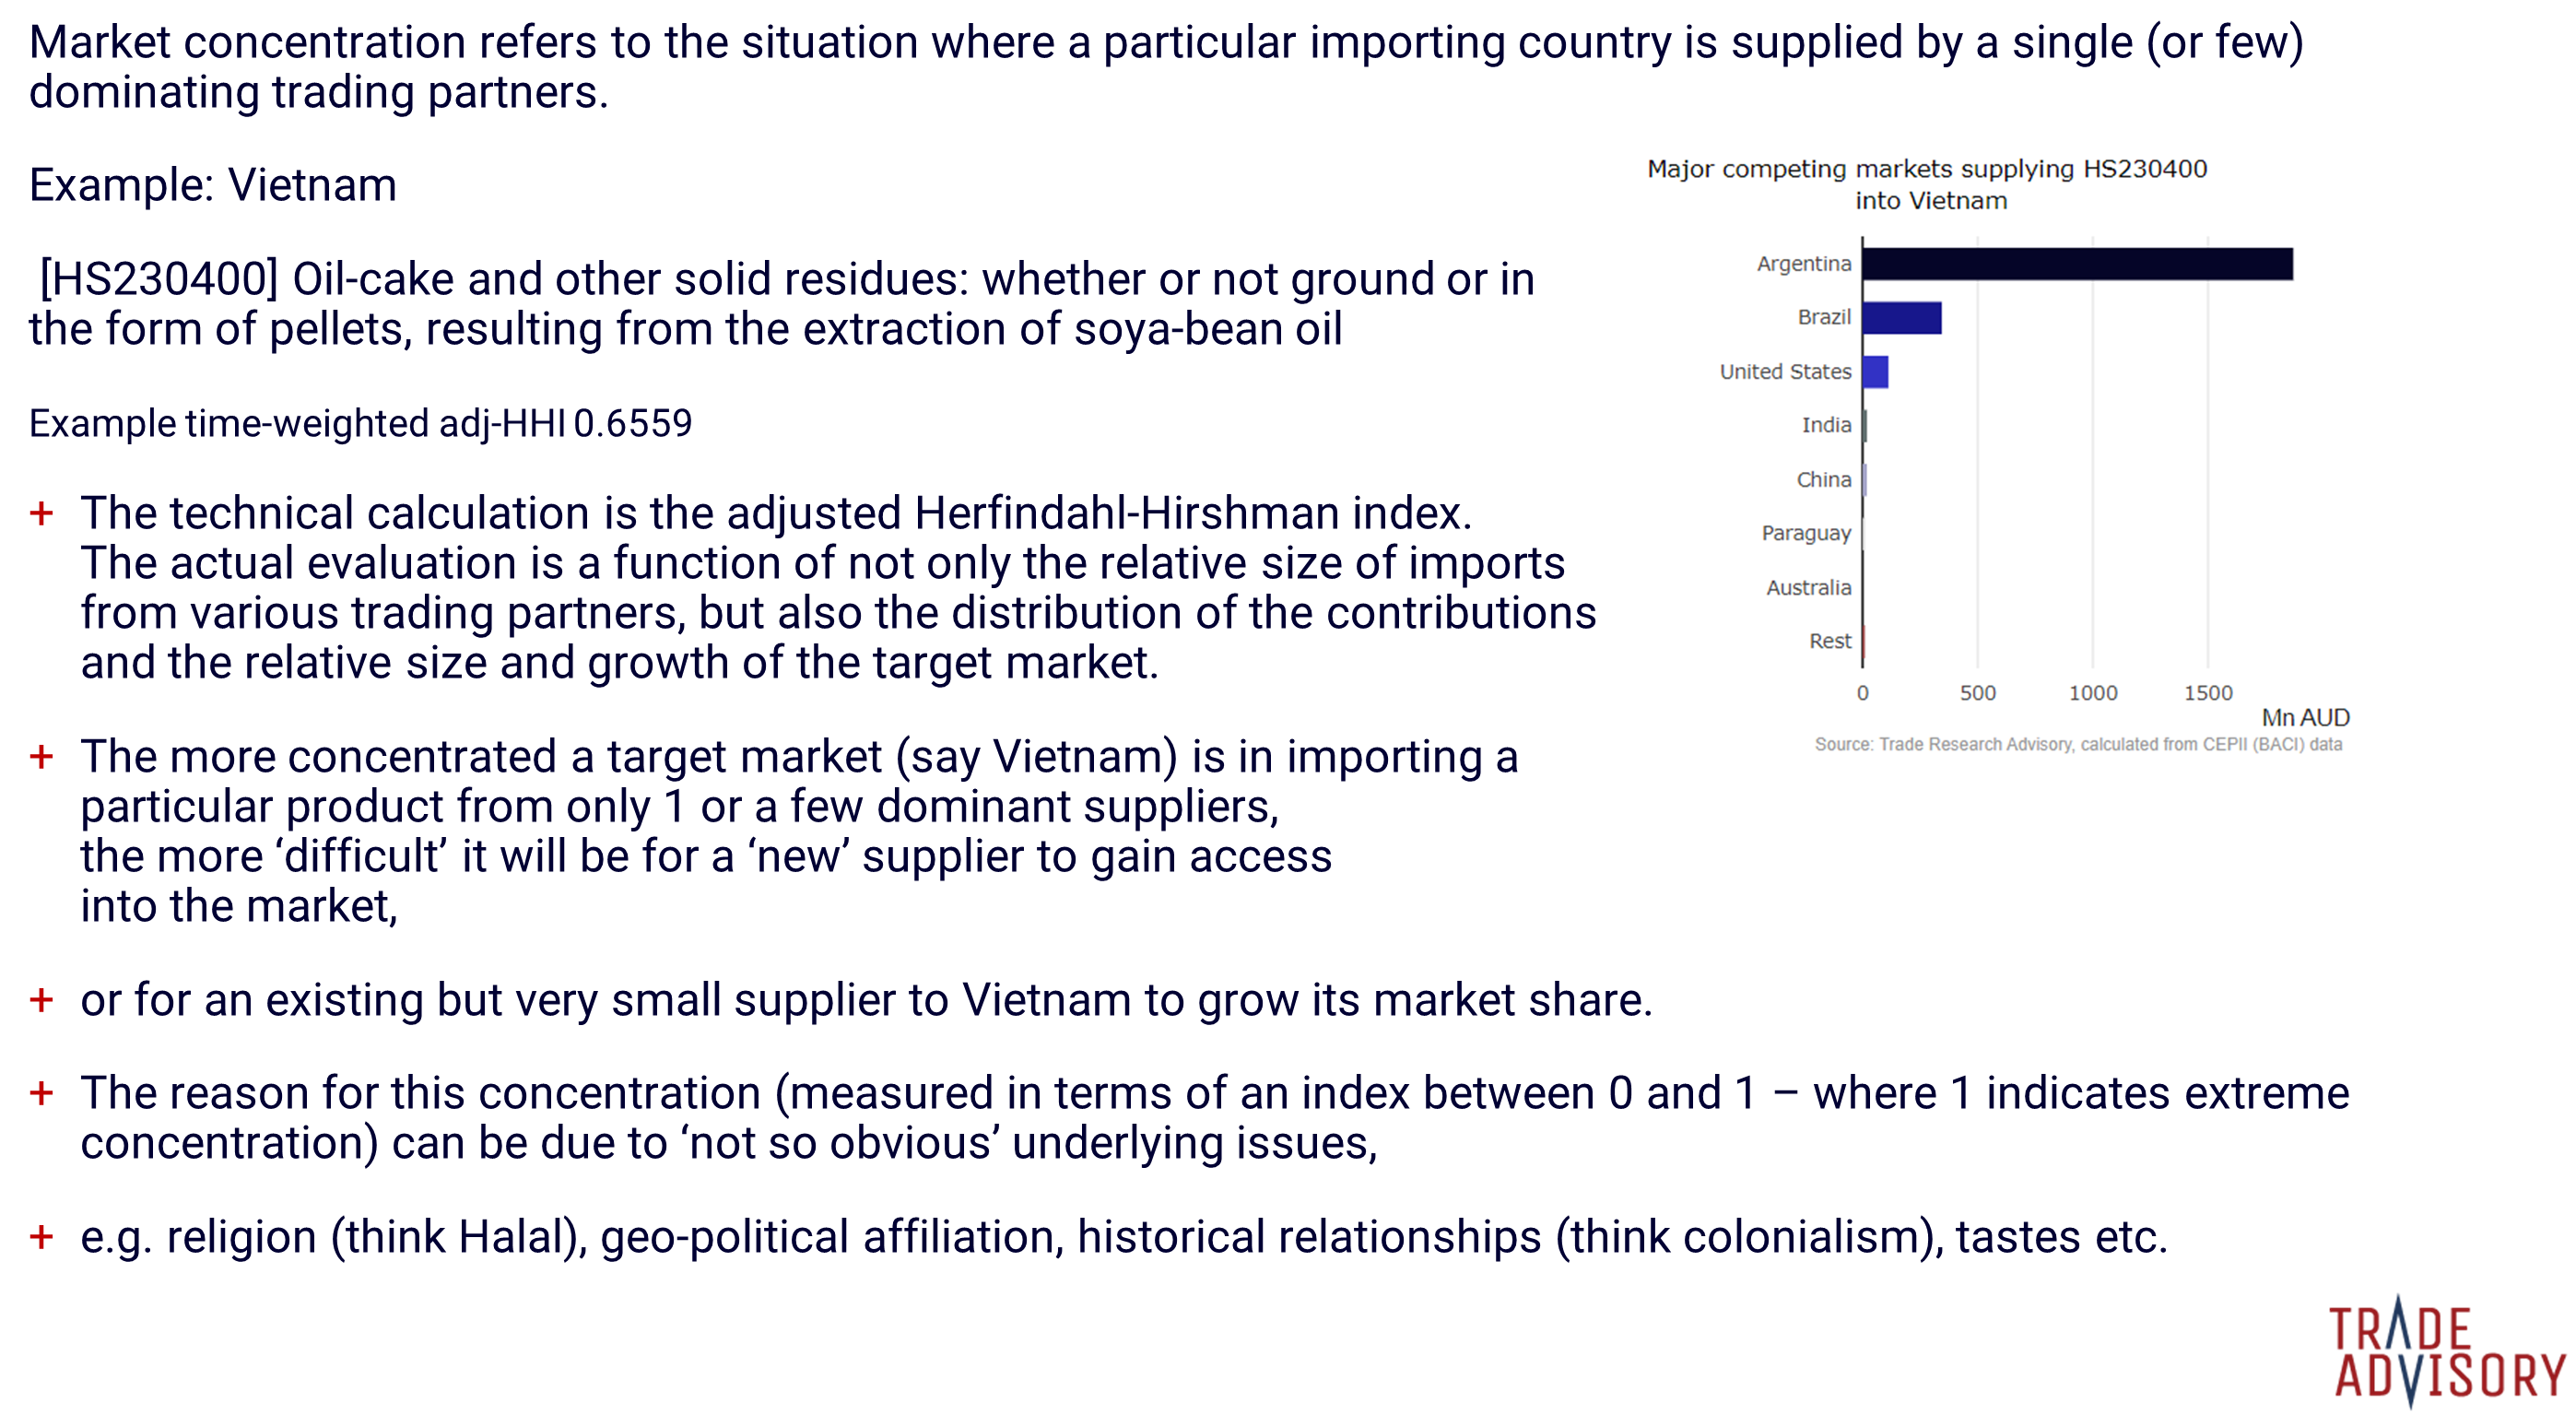 Market concentration refers to the situation where a particular importing country is supplied by a single (or few)
dominating trading partners.
Example: Vietnam
[HS230400] Oil-cake and other solid residues: whether or not ground or in
the form of pellets, resulting from the extraction of soya-bean oil
Example time-weighted adj-HHI 0.6559
+ The technical calculation is the adjusted Herfindahl-Hirshman index.
The actual evaluation is a function of not only the relative size of imports
from various trading partners, but also the distribution of the contributions
and the relative size and growth of the target market.
+ The more concentrated a target market (say Vietnam) is in importing a
particular product from only 1 or a few dominant suppliers,
the more ‘difficult’ it will be for a ‘new’ supplier to gain access
into the market,
+ or for an existing but very small supplier to Vietnam to grow its market share.
+ The reason for this concentration (measured in terms of an index between 0 and 1 – where 1 indicates extreme
concentration) can be due to ‘not so obvious’ underlying issues,
+ e.g. religion (think Halal), geo-political affiliation, historical relationships (think colonialism), tastes etc.
Major competing markets supplying HS230400
into Vietnam
Argentina
Brazil
United States
India
China
Paraguay
Australia
Rest
0 500 1000 1500
Mn AUD
Source: Trade Research Advisory, calculated from CEPII (BACI) data
TRADE
ADVISORY